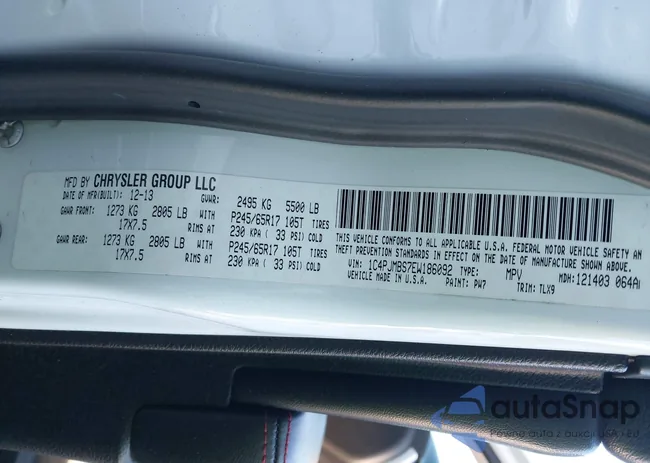 MFD BY CHRYSLER GROUP LLC
DATE OF MFR(BUILT): 12-13 GVWR: 2495 KG 5500 LB
GAWR FRONT: 1273 KG 2805 LB WITH P245/65R17 105T TIRES
17X7.5 RIMS AT 230 KPA ( 33 PSI) COLD
GAWR REAR: 1273 KG 2805 LB WITH P245/65R17 105T TIRES
17X7.5 RIMS AT 230 KPA ( 33 PSI) COLD
THIS VEHICLE CONFORMS TO ALL APPLICABLE U.S.A. FEDERAL MOTOR VEHICLE SAFETY AN
THEFT PREVENTION STANDARDS IN EFFECT ON THE DATE OF MANUFACTURE SHOWN ABOVE.
VIN: 1C4PJMBS7EW186092 TYPE: MPV MDH: 121403 064A
VEHICLE MADE IN U.S.A. PAINT: PW7 TRIM: TLX9
autaSnap